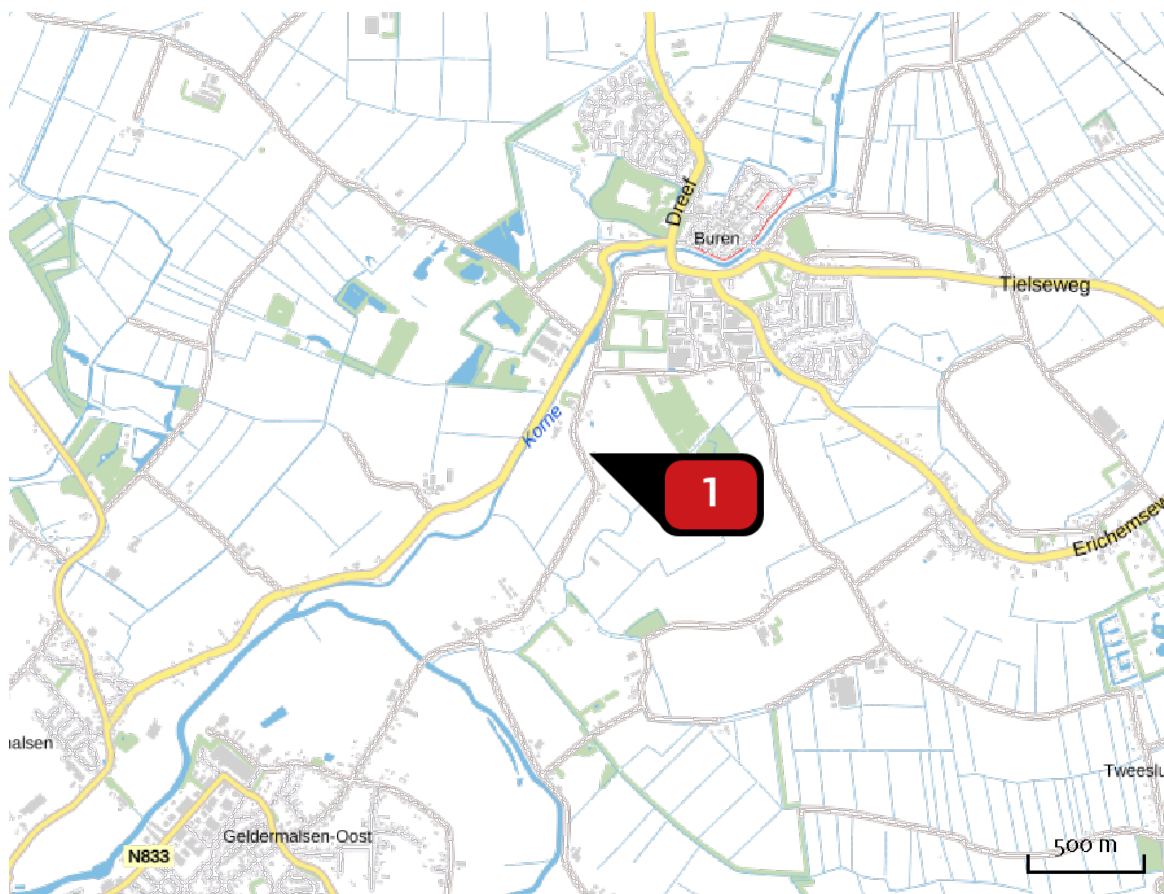 Dreef
Buren
Tielseweg
Korne
1
Erichemsew
alsen
Tweeslu
Geldermalsen-Oost
N833
500 m